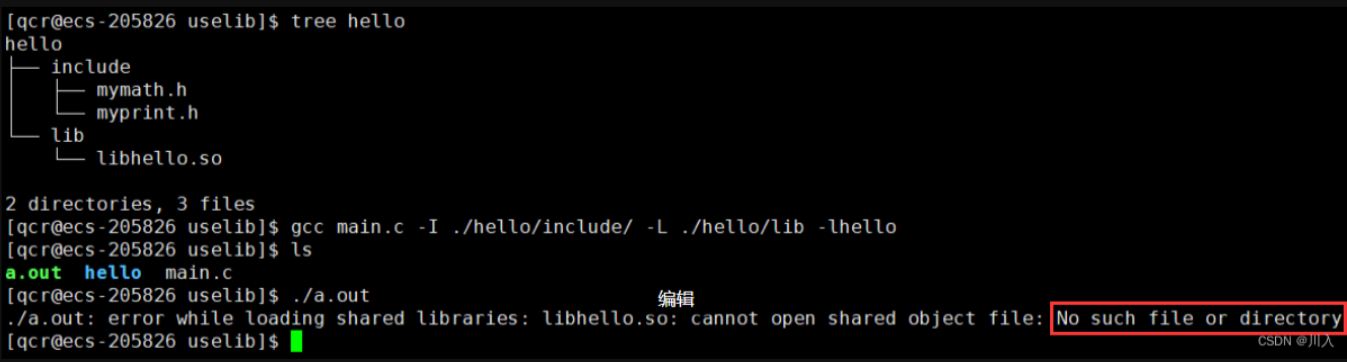 [qcr@ecs-205826 uselib]$ tree hello
hello
├── include
│   ├── mymath.h
│   └── myprint.h
└── lib
    └── libhello.so
2 directories, 3 files
[qcr@ecs-205826 uselib]$ gcc main.c -I ./hello/include/ -L ./hello/lib -lhello
[qcr@ecs-205826 uselib]$ ls
a.out  hello  main.c
[qcr@ecs-205826 uselib]$ ./a.out
编辑
./a.out: error while loading shared libraries: libhello.so: cannot open shared object file: No such file or directory
[qcr@ecs-205826 uselib]$
CSDN @川入